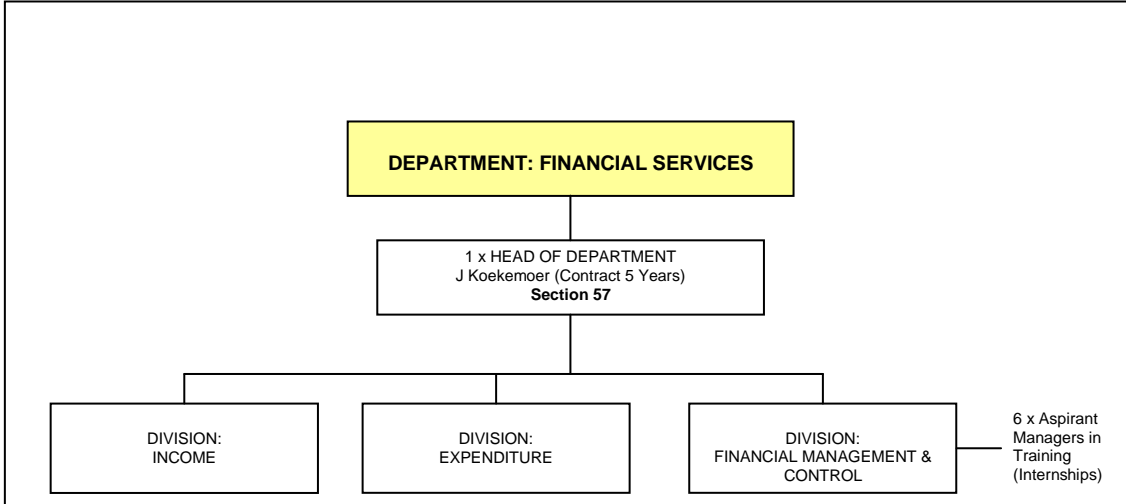 DEPARTMENT: FINANCIAL SERVICES
1 x HEAD OF DEPARTMENT
J Koekemoer (Contract 5 Years)
Section 57
DIVISION:
INCOME
DIVISION:
EXPENDITURE
DIVISION:
FINANCIAL MANAGEMENT &
CONTROL
6 x Aspirant
Managers in
Training
(Internships)